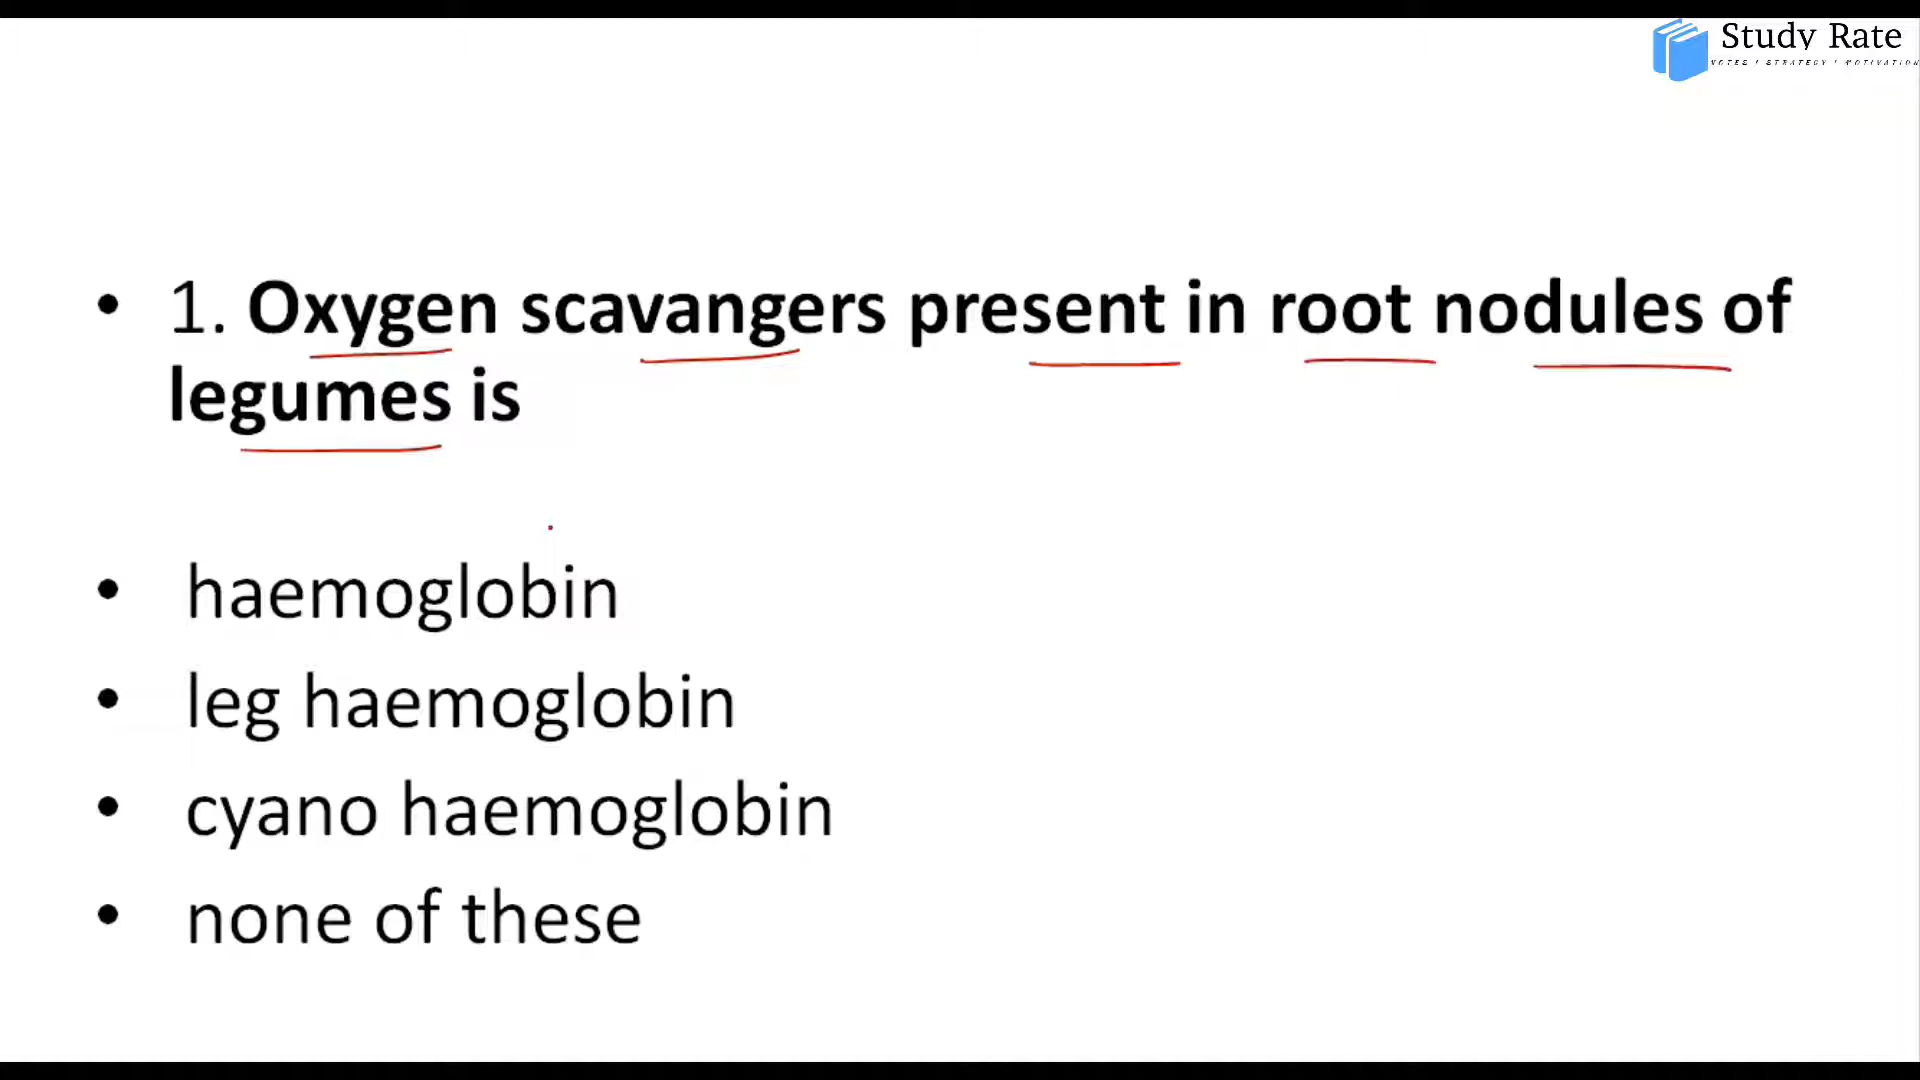 Study Rate
NOTES / STRATEGY / MOTIVATION
• 1. Oxygen scavangers present in root nodules of
legumes is
• haemoglobin
• leg haemoglobin
• cyano haemoglobin
• none of these